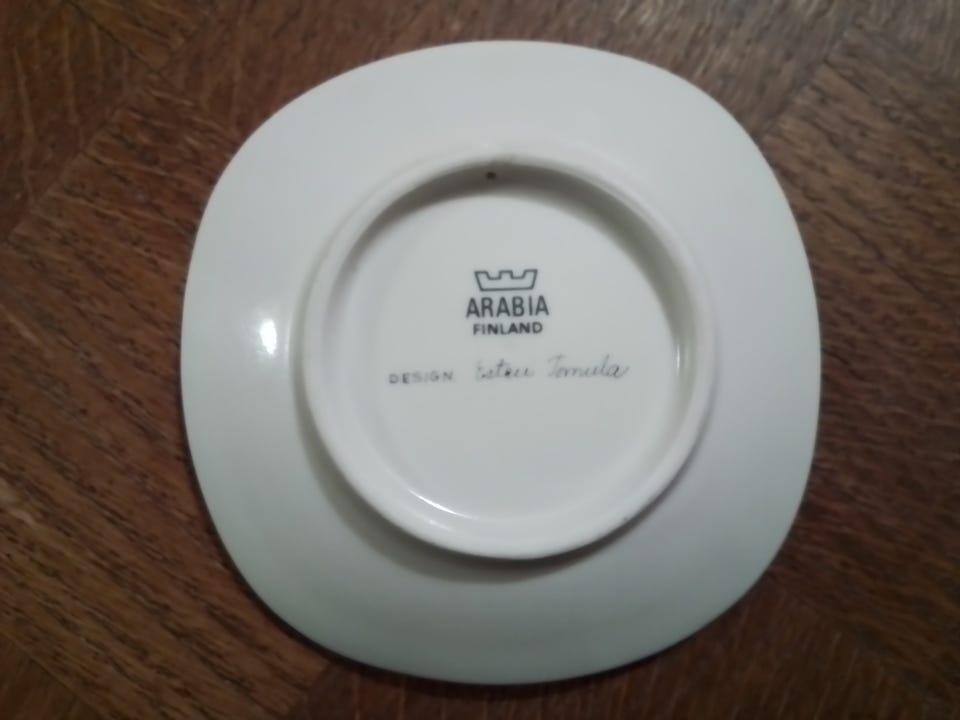 ARABIA
FINLAND
DESIGN Esteri Tomula